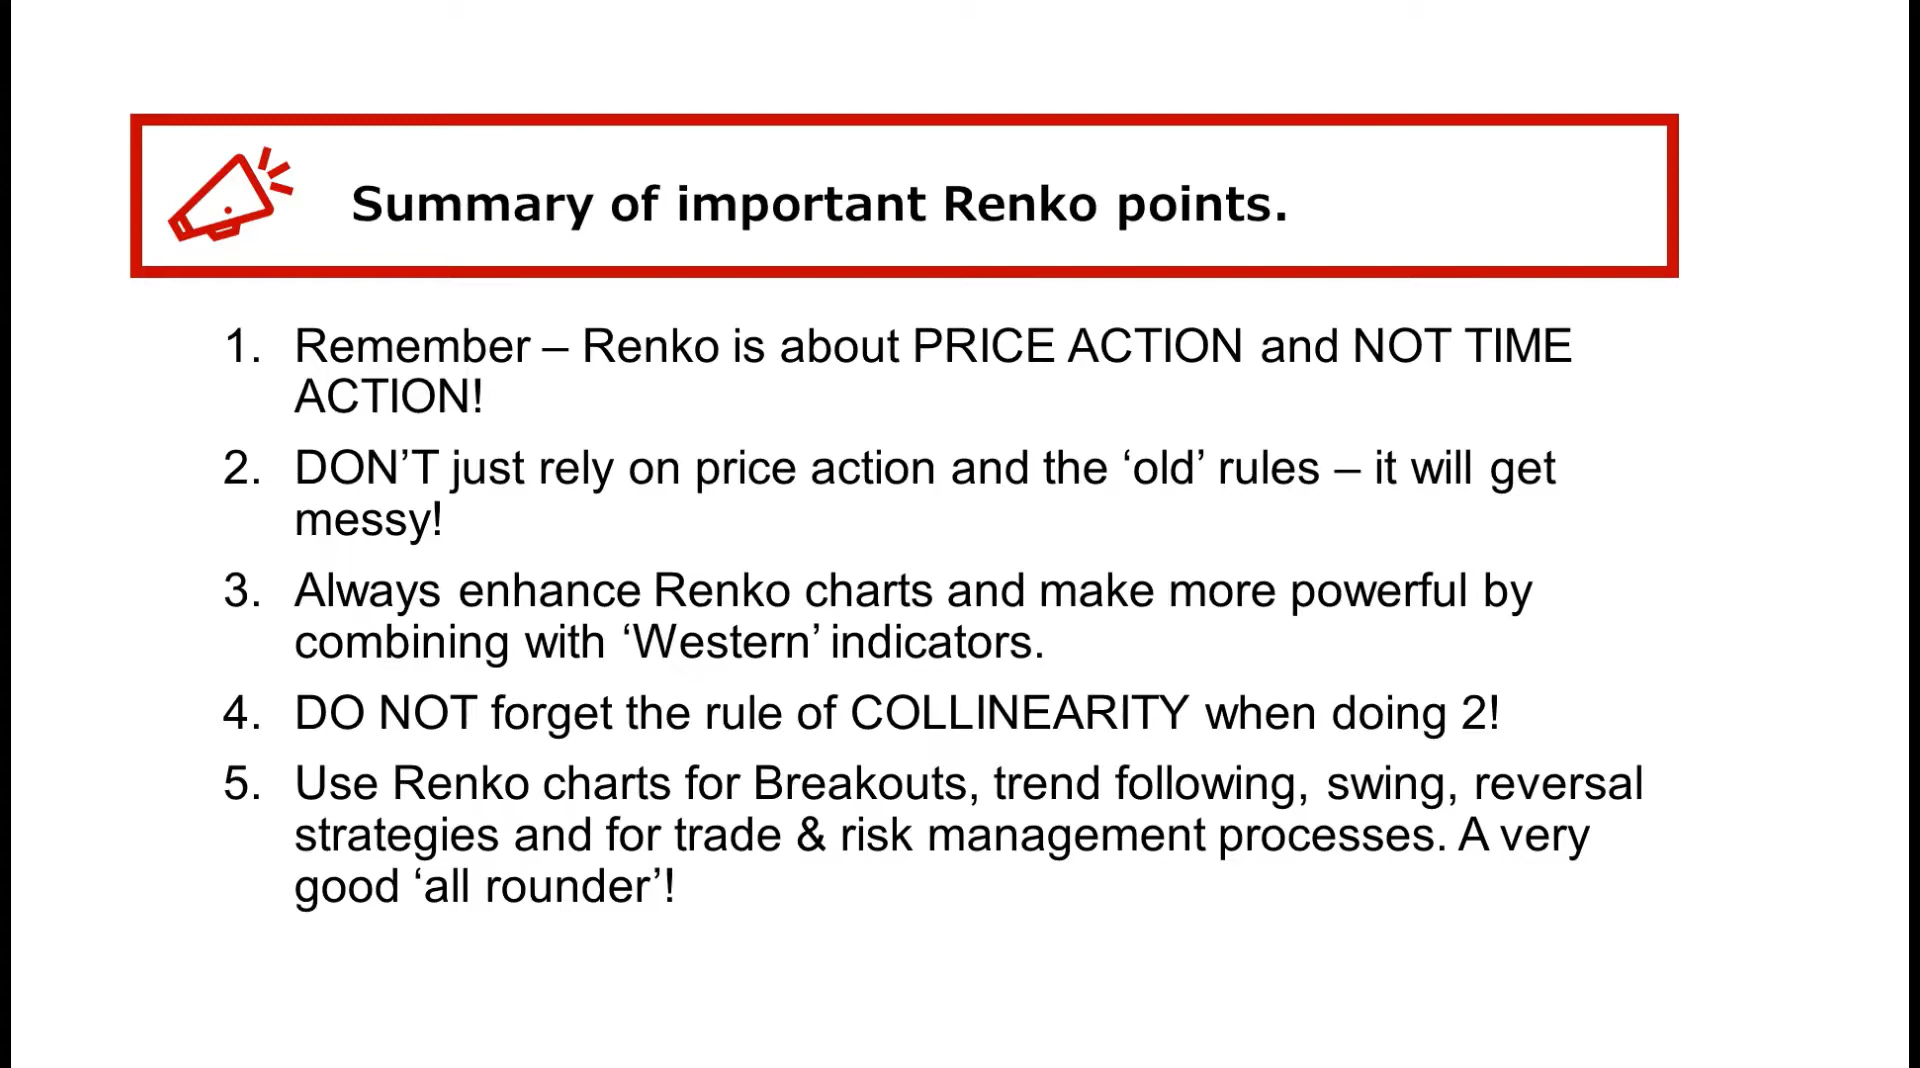 Summary of important Renko points.
1. Remember – Renko is about PRICE ACTION and NOT TIME
ACTION!
2. DON’T just rely on price action and the ‘old’ rules – it will get
messy!
3. Always enhance Renko charts and make more powerful by
combining with ‘Western’ indicators.
4. DO NOT forget the rule of COLLINEARITY when doing 2!
5. Use Renko charts for Breakouts, trend following, swing, reversal
strategies and for trade & risk management processes. A very
good ‘all rounder’!